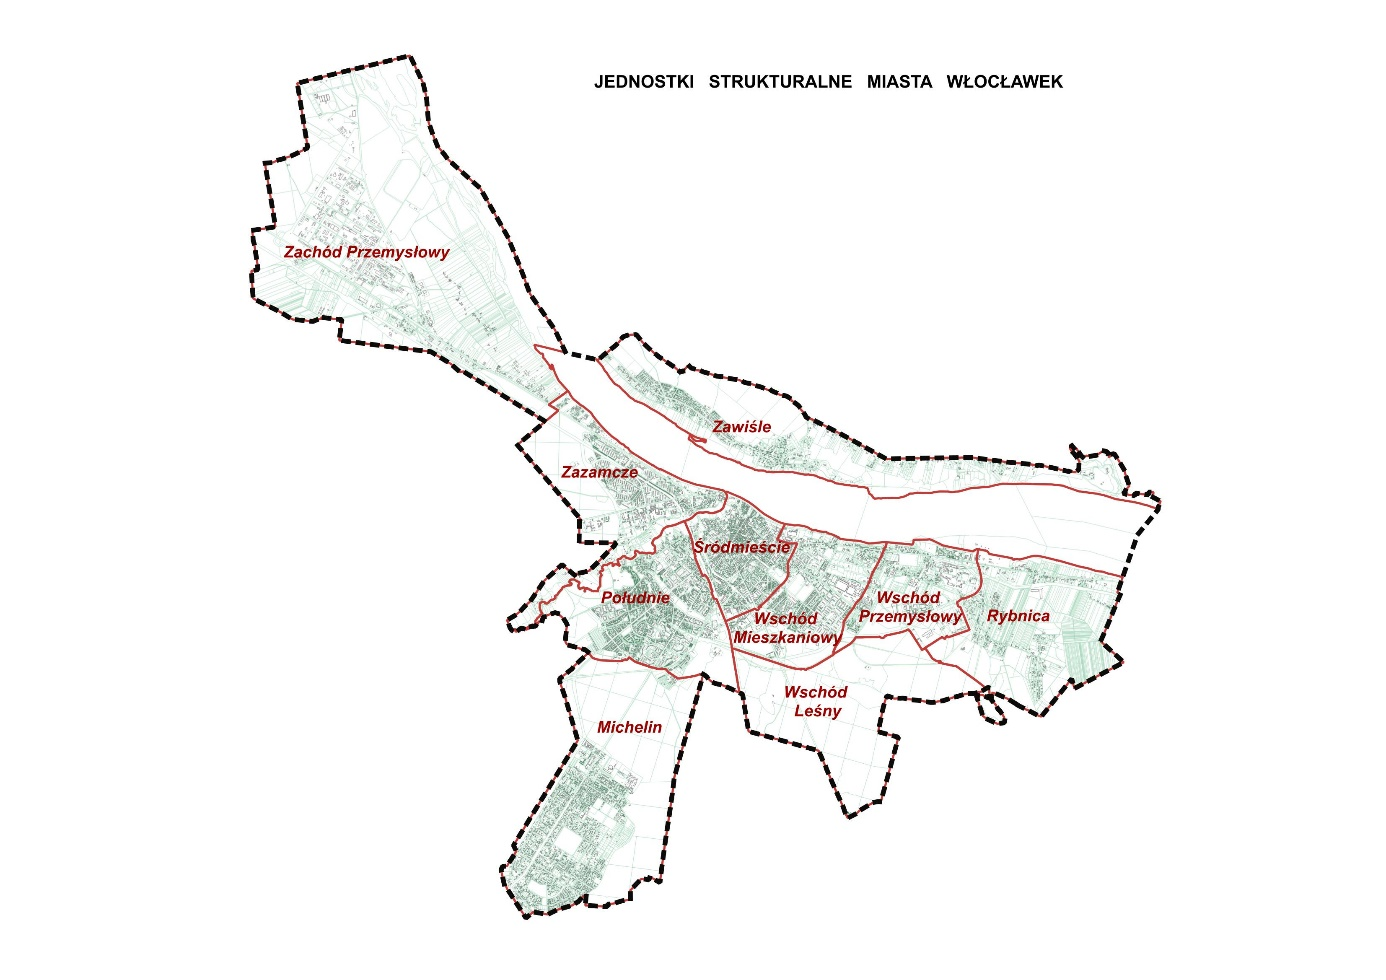 JEDNOSTKI STRUKTURALNE MIASTA WŁOCŁAWEK
Zachód Przemysłowy
Zawiśle
Zazamcze
Śródmieście
Południe
Wschód
Mieszkaniowy
Wschód
Przemysłowy
Rybnica
Wschód
Leśny
Michelin